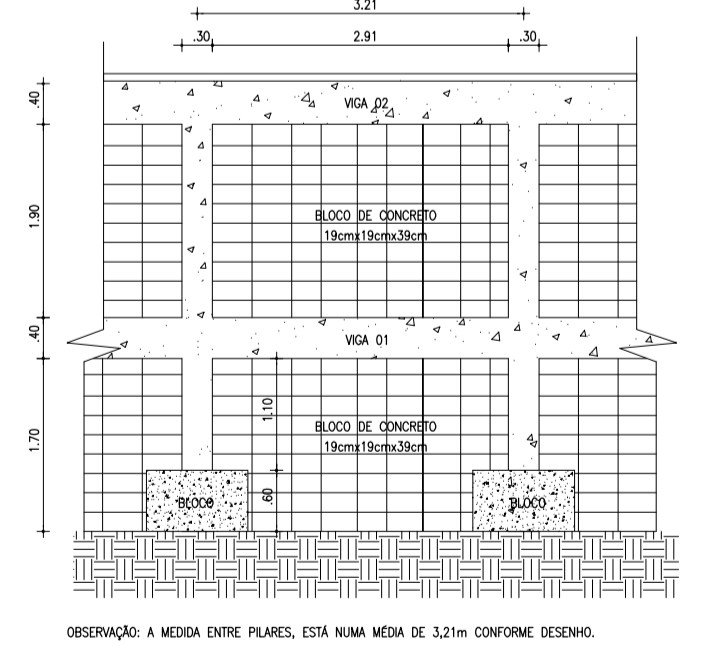 3.21
.30 2.91 .30
.40
VIGA 02
1.90
BLOCO DE CONCRETO
19cmx19cmx39cm
.40
VIGA 01
1.70
1.10
BLOCO DE CONCRETO
19cmx19cmx39cm
.60
BLOCO BLOCO
OBSERVAÇÃO: A MEDIDA ENTRE PILARES, ESTÁ NUMA MÉDIA DE 3,21m CONFORME DESENHO.